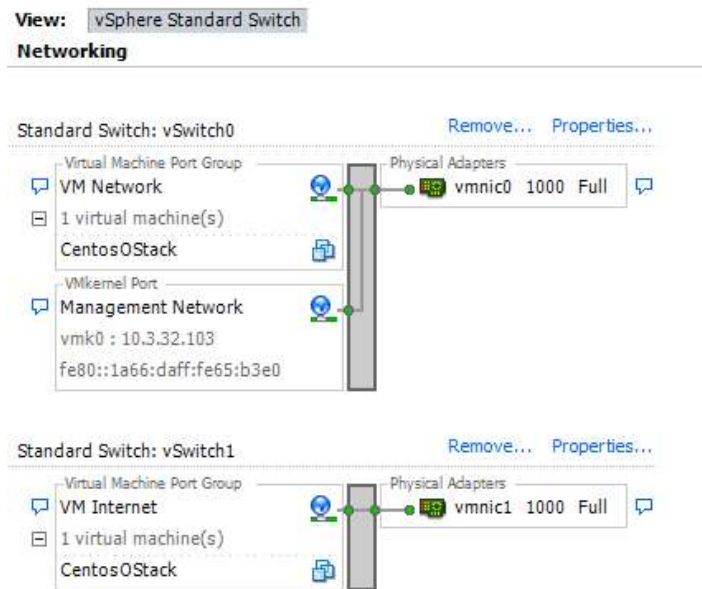 View: vSphere Standard Switch
Networking
Standard Switch: vSwitch0 Remove... Properties...
Virtual Machine Port Group Physical Adapters
VM Network vmnic0 1000 Full
1 virtual machine(s)
CentosOStack
VMkernel Port
Management Network
vmk0 : 10.3.32.103
fe80::1a66:daff:fe65:b3e0
Standard Switch: vSwitch1 Remove... Properties...
Virtual Machine Port Group Physical Adapters
VM Internet vmnic1 1000 Full
1 virtual machine(s)
CentosOStack